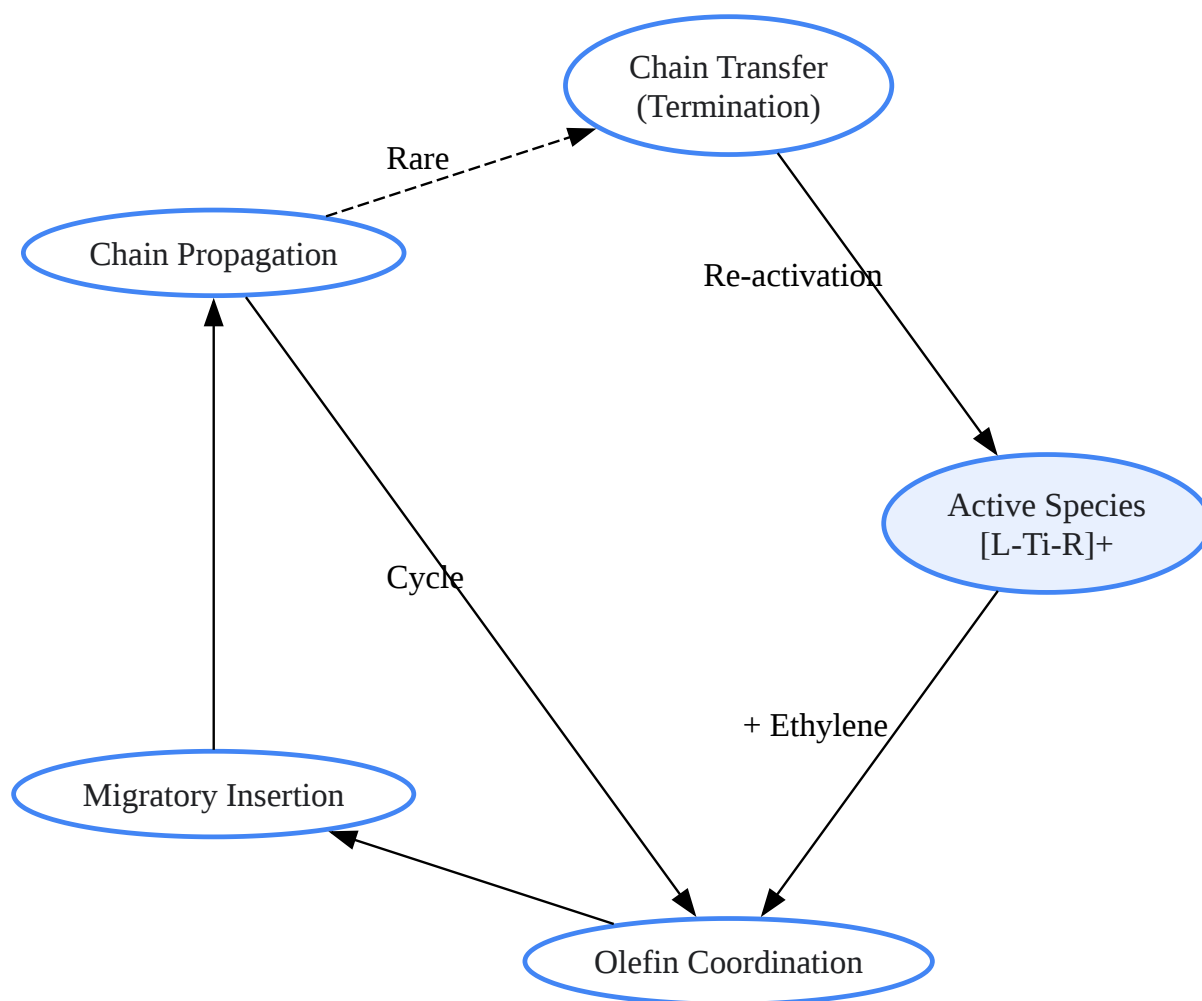 Chain Transfer
(Termination)
Rare
Chain Propagation
Re-activation
Active Species
[L-Ti-R]+
Cycle
+ Ethylene
Migratory Insertion
Olefin Coordination